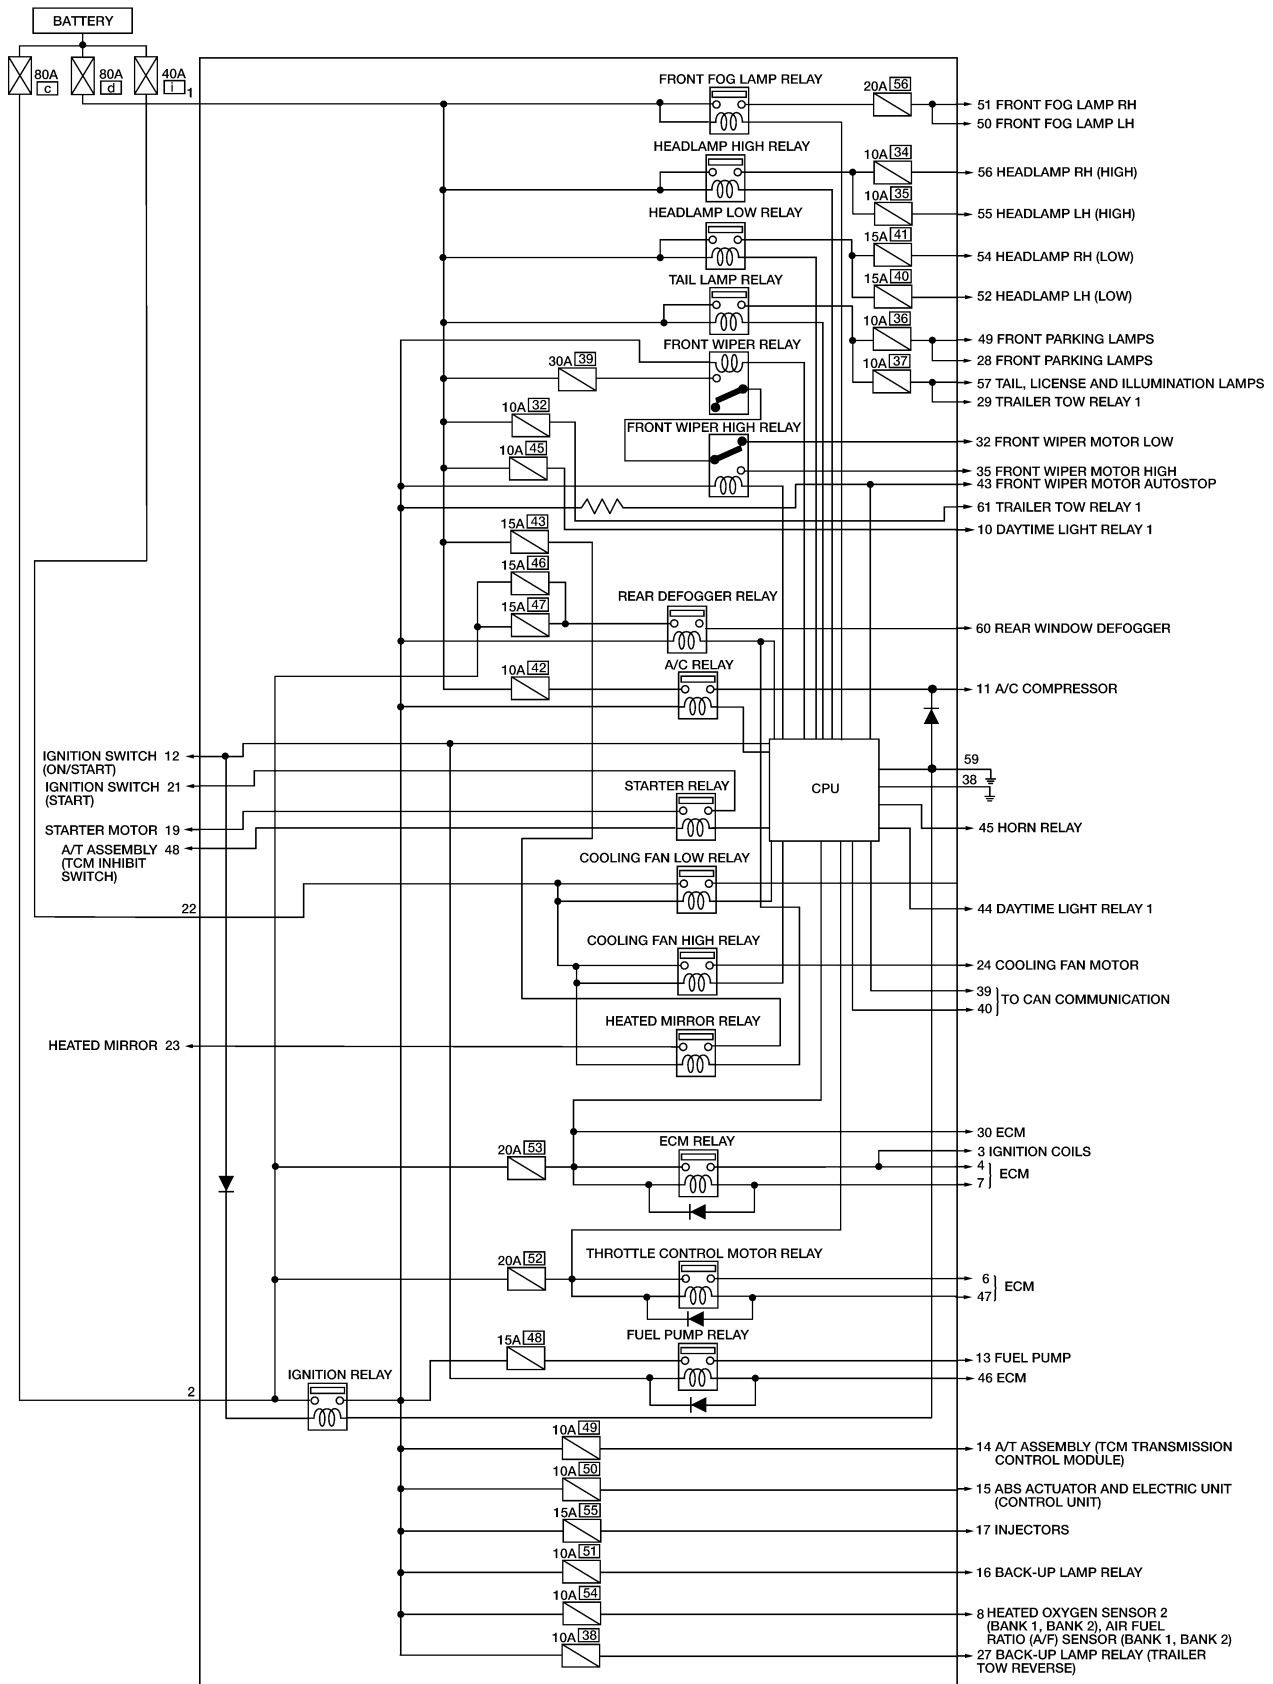 BATTERY
80A c
80A d
40A i
1
FRONT FOG LAMP RELAY
20A 56
51 FRONT FOG LAMP RH
50 FRONT FOG LAMP LH
HEADLAMP HIGH RELAY
10A 34
56 HEADLAMP RH (HIGH)
10A 35
55 HEADLAMP LH (HIGH)
HEADLAMP LOW RELAY
15A 41
54 HEADLAMP RH (LOW)
TAIL LAMP RELAY
15A 40
52 HEADLAMP LH (LOW)
10A 36
49 FRONT PARKING LAMPS
FRONT WIPER RELAY
28 FRONT PARKING LAMPS
30A 39
10A 37
57 TAIL, LICENSE AND ILLUMINATION LAMPS
29 TRAILER TOW RELAY 1
10A 32
FRONT WIPER HIGH RELAY
32 FRONT WIPER MOTOR LOW
10A 45
35 FRONT WIPER MOTOR HIGH
43 FRONT WIPER MOTOR AUTOSTOP
61 TRAILER TOW RELAY 1
15A 43
10 DAYTIME LIGHT RELAY 1
15A 46
15A 47
REAR DEFOGGER RELAY
60 REAR WINDOW DEFOGGER
10A 42
A/C RELAY
11 A/C COMPRESSOR
IGNITION SWITCH 12
(ON/START)
59
IGNITION SWITCH 21
(START)
STARTER RELAY
CPU
38
STARTER MOTOR 19
45 HORN RELAY
A/T ASSEMBLY 48
(TCM INHIBIT
SWITCH)
COOLING FAN LOW RELAY
22
44 DAYTIME LIGHT RELAY 1
COOLING FAN HIGH RELAY
24 COOLING FAN MOTOR
39
40
TO CAN COMMUNICATION
HEATED MIRROR RELAY
HEATED MIRROR 23
30 ECM
20A 53
ECM RELAY
3 IGNITION COILS
4
7
ECM
20A 52
THROTTLE CONTROL MOTOR RELAY
6
47
ECM
15A 48
FUEL PUMP RELAY
13 FUEL PUMP
46 ECM
2
IGNITION RELAY
10A 49
14 A/T ASSEMBLY (TCM TRANSMISSION
CONTROL MODULE)
10A 50
15 ABS ACTUATOR AND ELECTRIC UNIT
(CONTROL UNIT)
15A 55
17 INJECTORS
10A 51
16 BACK-UP LAMP RELAY
10A 54
8 HEATED OXYGEN SENSOR 2
(BANK 1, BANK 2), AIR FUEL
RATIO (A/F) SENSOR (BANK 1, BANK 2)
10A 38
27 BACK-UP LAMP RELAY (TRAILER
TOW REVERSE)